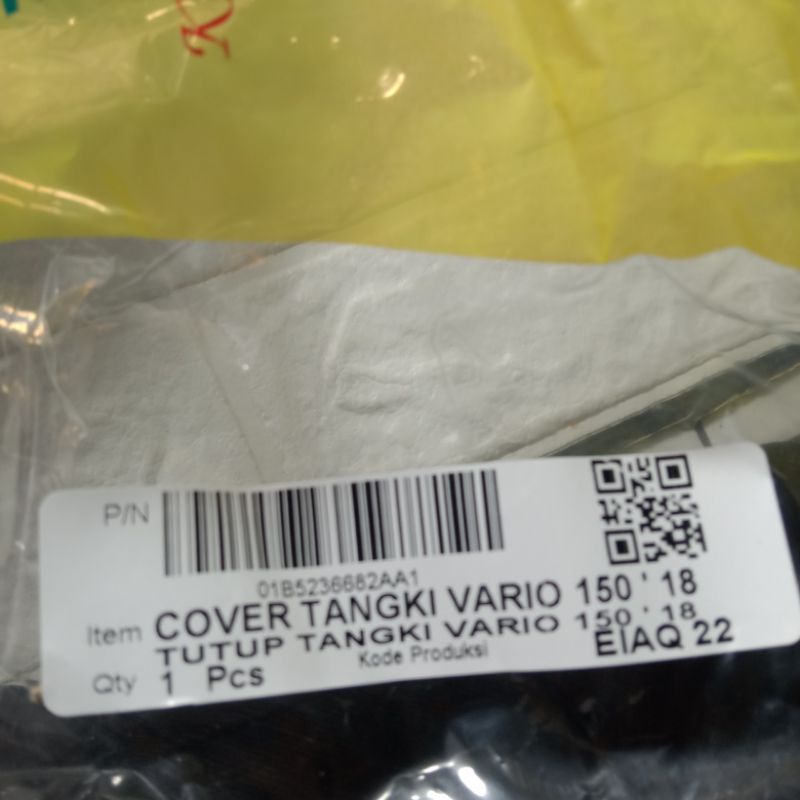 K
P/N
01B5236682AA1
Item COVER TANGKI VARIO 150 ' 18
TUTUP TANGKI VARIO 150 ' 18
Qty 1 Pcs Kode Produksi EIAQ 22